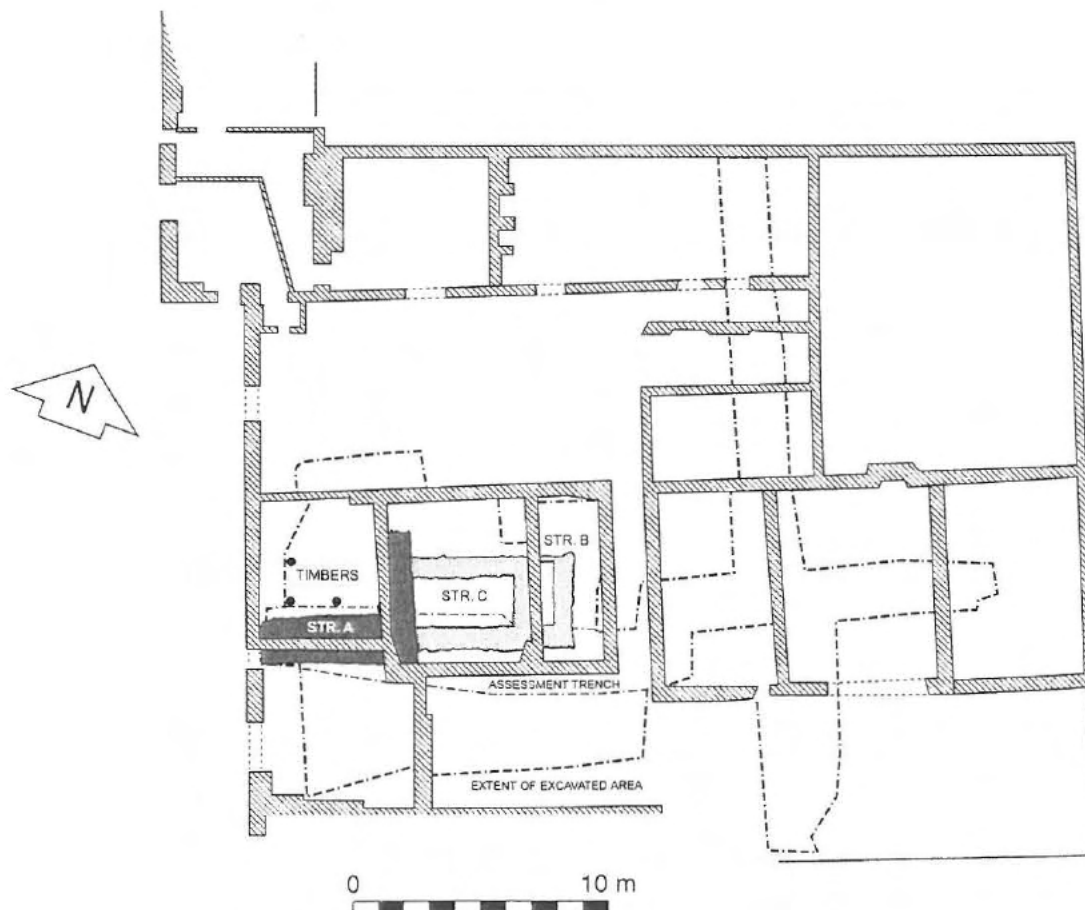 N
STR. B
TIMBERS
STR. C
STR. A
ASSESSMENT TRENCH
EXTENT OF EXCAVATED AREA
0 10 m